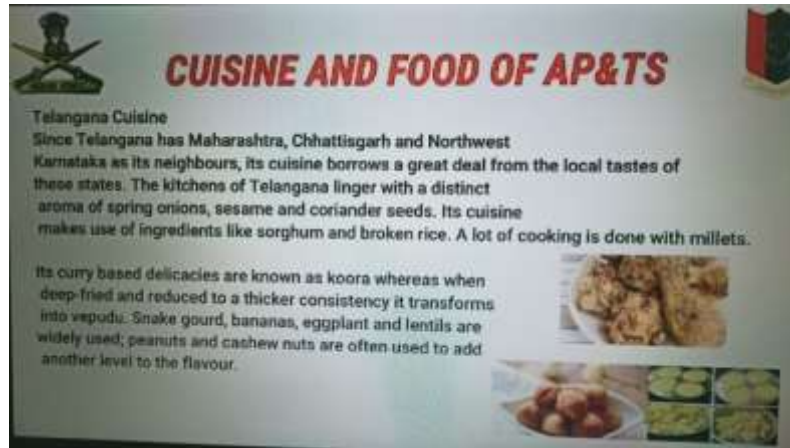 CUISINE AND FOOD OF AP&TS
Telangana Cuisine
Since Telangana has Maharashtra, Chhattisgarh and Northwest
Karnataka as its neighbours, its cuisine borrows a great deal from the local tastes of
these states. The kitchens of Telangana linger with a distinct
aroma of spring onions, sesame and coriander seeds. Its cuisine
makes use of ingredients like sorghum and broken rice. A lot of cooking is done with millets.
Its curry based delicacies are known as koora whereas when
deep-fried and reduced to a thicker consistency it transforms
into vepudu. Snake gourd, bananas, eggplant and lentils are
widely used; peanuts and cashew nuts are often used to add
another level to the flavour.